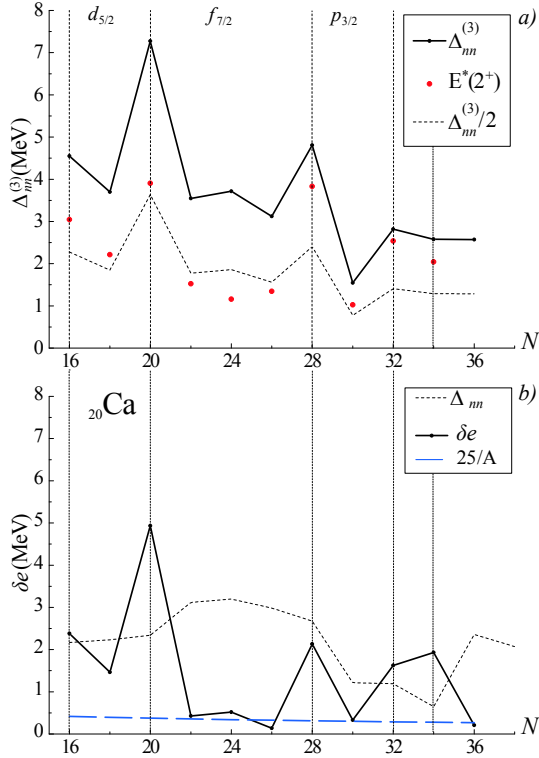 d5/2 f7/2 p3/2 a)
8
7
6
5
4
3
2
1
0
Δnn(3)(MeV)
Δnn(3)
E*(2+)
Δnn(3)/2
16 20 24 28 32 36 N
b)
20Ca
8
7
6
5
4
3
2
1
0
δe(MeV)
Δnn
δe
25/A
16 20 24 28 32 36 N